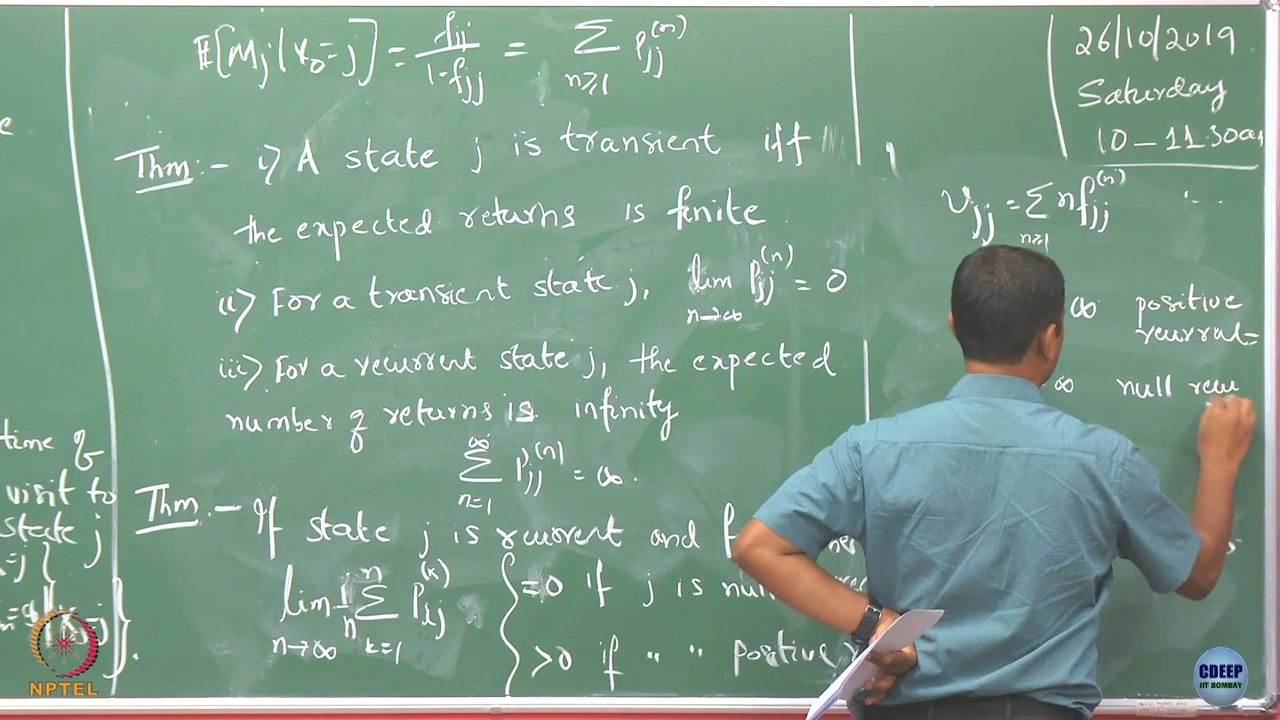 e
E[Mj | X0=j] = fjj / 1-fjj = Σ n≥1 Pjj^(n)
Thm:- i) A state j is transient iff
the expected returns is finite.
ii) For a transient state j, lim n→∞ Pjj^(n) = 0
iii) For a recurrent state j, the expected
number of returns is infinity
Σ n=1 ∞ Pjj^(n) = ∞.
Thm:- If state j is recurrent and
lim n→∞ 1/n Σ k=1 n Pij^(k) { =0 if j is null
>0 if " " positive
time of
visit to
state j
=j}
26/10/2019
Saturday
10 - 11.30am
νjj = Σ n≥1 n fjj^(n)
∞ positive
recurrent
∞ null recu
NPTEL
CDEEP
IIT BOMBAY